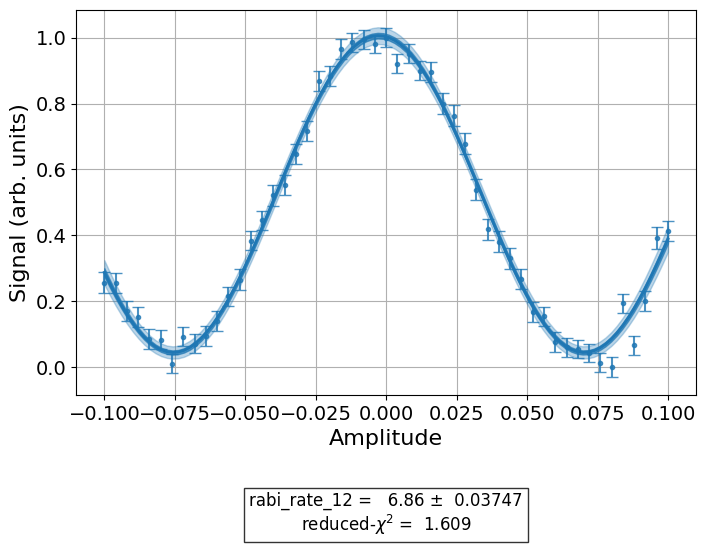 1.0
0.8
0.6
0.4
0.2
0.0
Signal (arb. units)
−0.100 −0.075 −0.050 −0.025 0.000 0.025 0.050 0.075 0.100
Amplitude
rabi_rate_12 = 6.86 ± 0.03747
reduced-χ² = 1.609